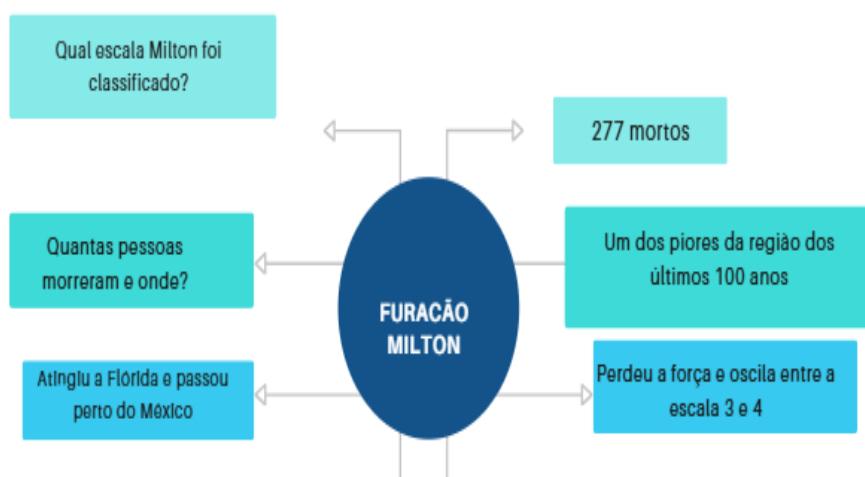 Qual escala Milton foi
classificado?
277 mortos
Quantas pessoas
morreram e onde?
Um dos piores da região dos
últimos 100 anos
FURACÃO
MILTON
Atingiu a Flórida e passou
perto do México
Perdeu a força e oscila entre a
escala 3 e 4